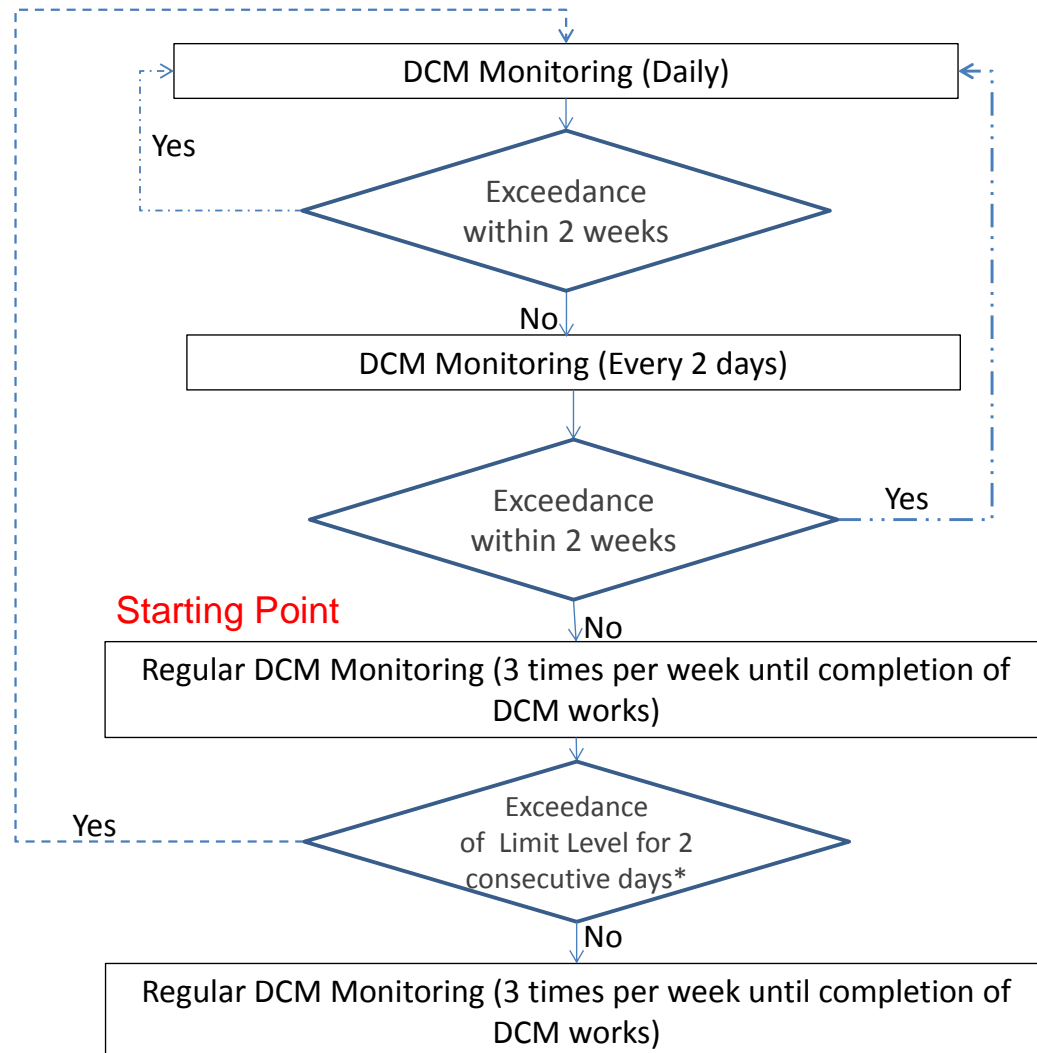 DCM Monitoring (Daily)
Yes
Exceedance
within 2 weeks
No
DCM Monitoring (Every 2 days)
Exceedance
within 2 weeks
Yes
Starting Point
No
Regular DCM Monitoring (3 times per week until completion of
DCM works)
Exceedance
of Limit Level for 2
consecutive days*
Yes
No
Regular DCM Monitoring (3 times per week until completion of
DCM works)